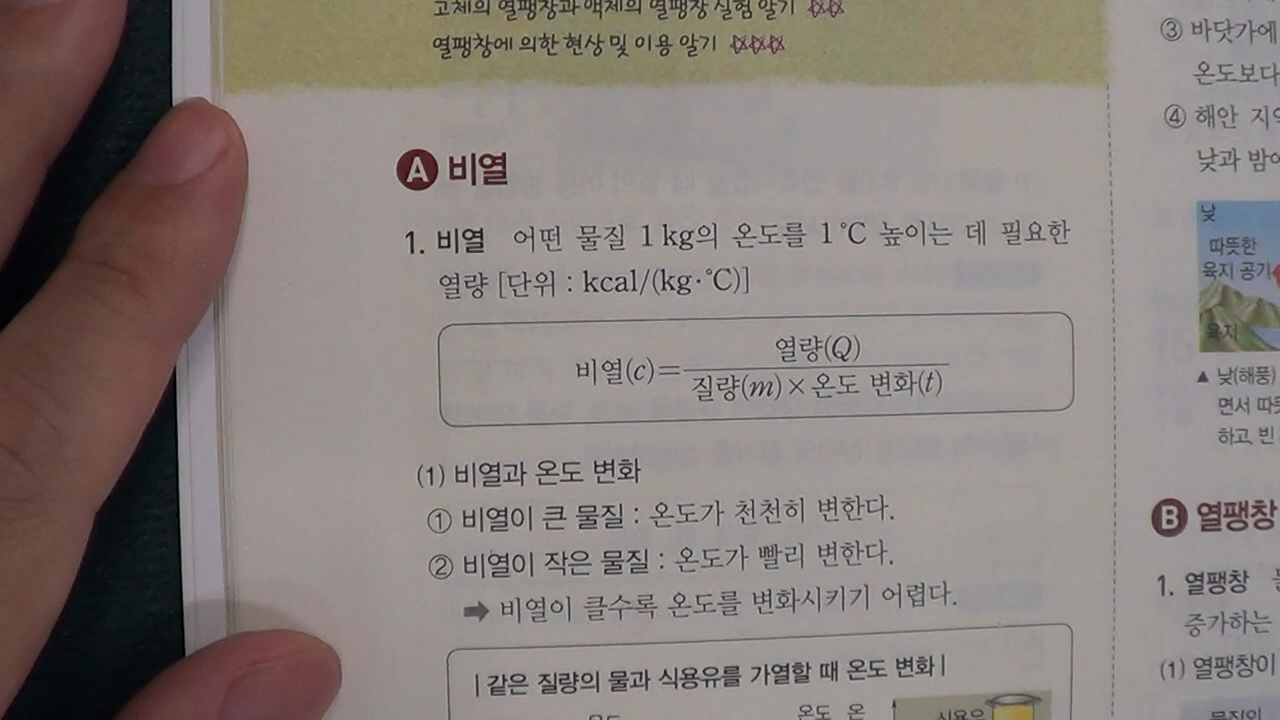 고체의 열팽창과 액체의 열팽창 실험 알기 ☆☆
열팽창에 의한 현상 및 이용 알기 ☆☆☆
A 비열
1. 비열 어떤 물질 1 kg의 온도를 1 ℃ 높이는 데 필요한
열량 [단위 : kcal/(kg·℃)]
비열(c)=열량(Q)
질량(m)×온도 변화(t)
(1) 비열과 온도 변화
① 비열이 큰 물질 : 온도가 천천히 변한다.
② 비열이 작은 물질 : 온도가 빨리 변한다.
➡ 비열이 클수록 온도를 변화시키기 어렵다.
|같은 질량의 물과 식용유를 가열할 때 온도 변화|
온도 온
식용유
③ 바닷가에
온도보다
④ 해안
낮과 밤
낮
따뜻한
육지 공기
육지
▲ 낮(해풍)
면서
하고, 빈
B 열팽창
1. 열팽창
증가하는
(1) 열팽창이
물질의